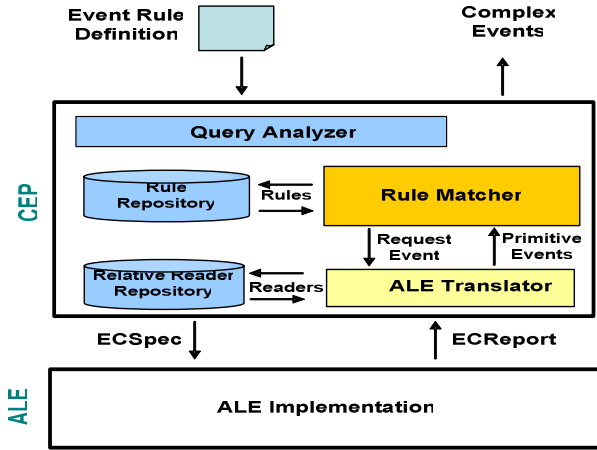 Event Rule
Definition
Complex
Events
CEP
Query Analyzer
Rule
Repository
Rules
Rule Matcher
Request
Event
Primitive
Events
Relative Reader
Repository
Readers
ALE Translator
ECSpec
ECReport
ALE
ALE Implementation